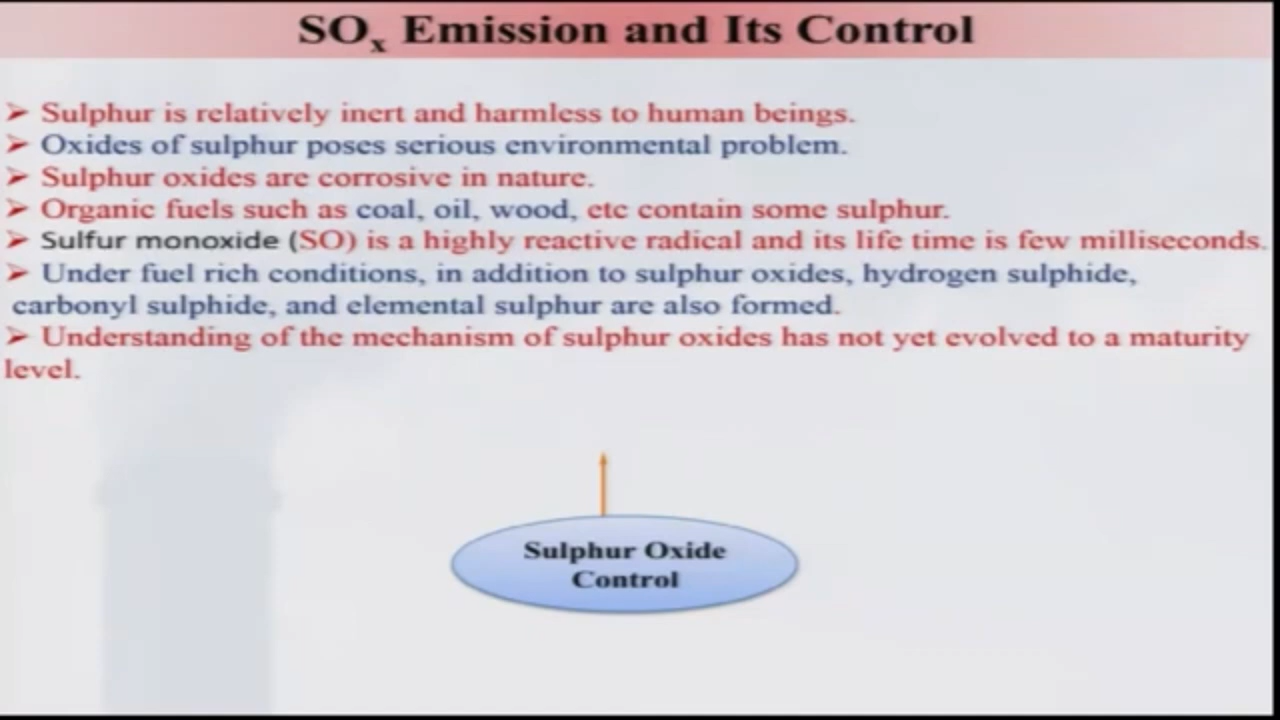 SOx Emission and Its Control
➢ Sulphur is relatively inert and harmless to human beings.
➢ Oxides of sulphur poses serious environmental problem.
➢ Sulphur oxides are corrosive in nature.
➢ Organic fuels such as coal, oil, wood, etc contain some sulphur.
➢ Sulfur monoxide (SO) is a highly reactive radical and its life time is few milliseconds.
➢ Under fuel rich conditions, in addition to sulphur oxides, hydrogen sulphide,
carbonyl sulphide, and elemental sulphur are also formed.
➢ Understanding of the mechanism of sulphur oxides has not yet evolved to a maturity
level.
Sulphur Oxide
Control